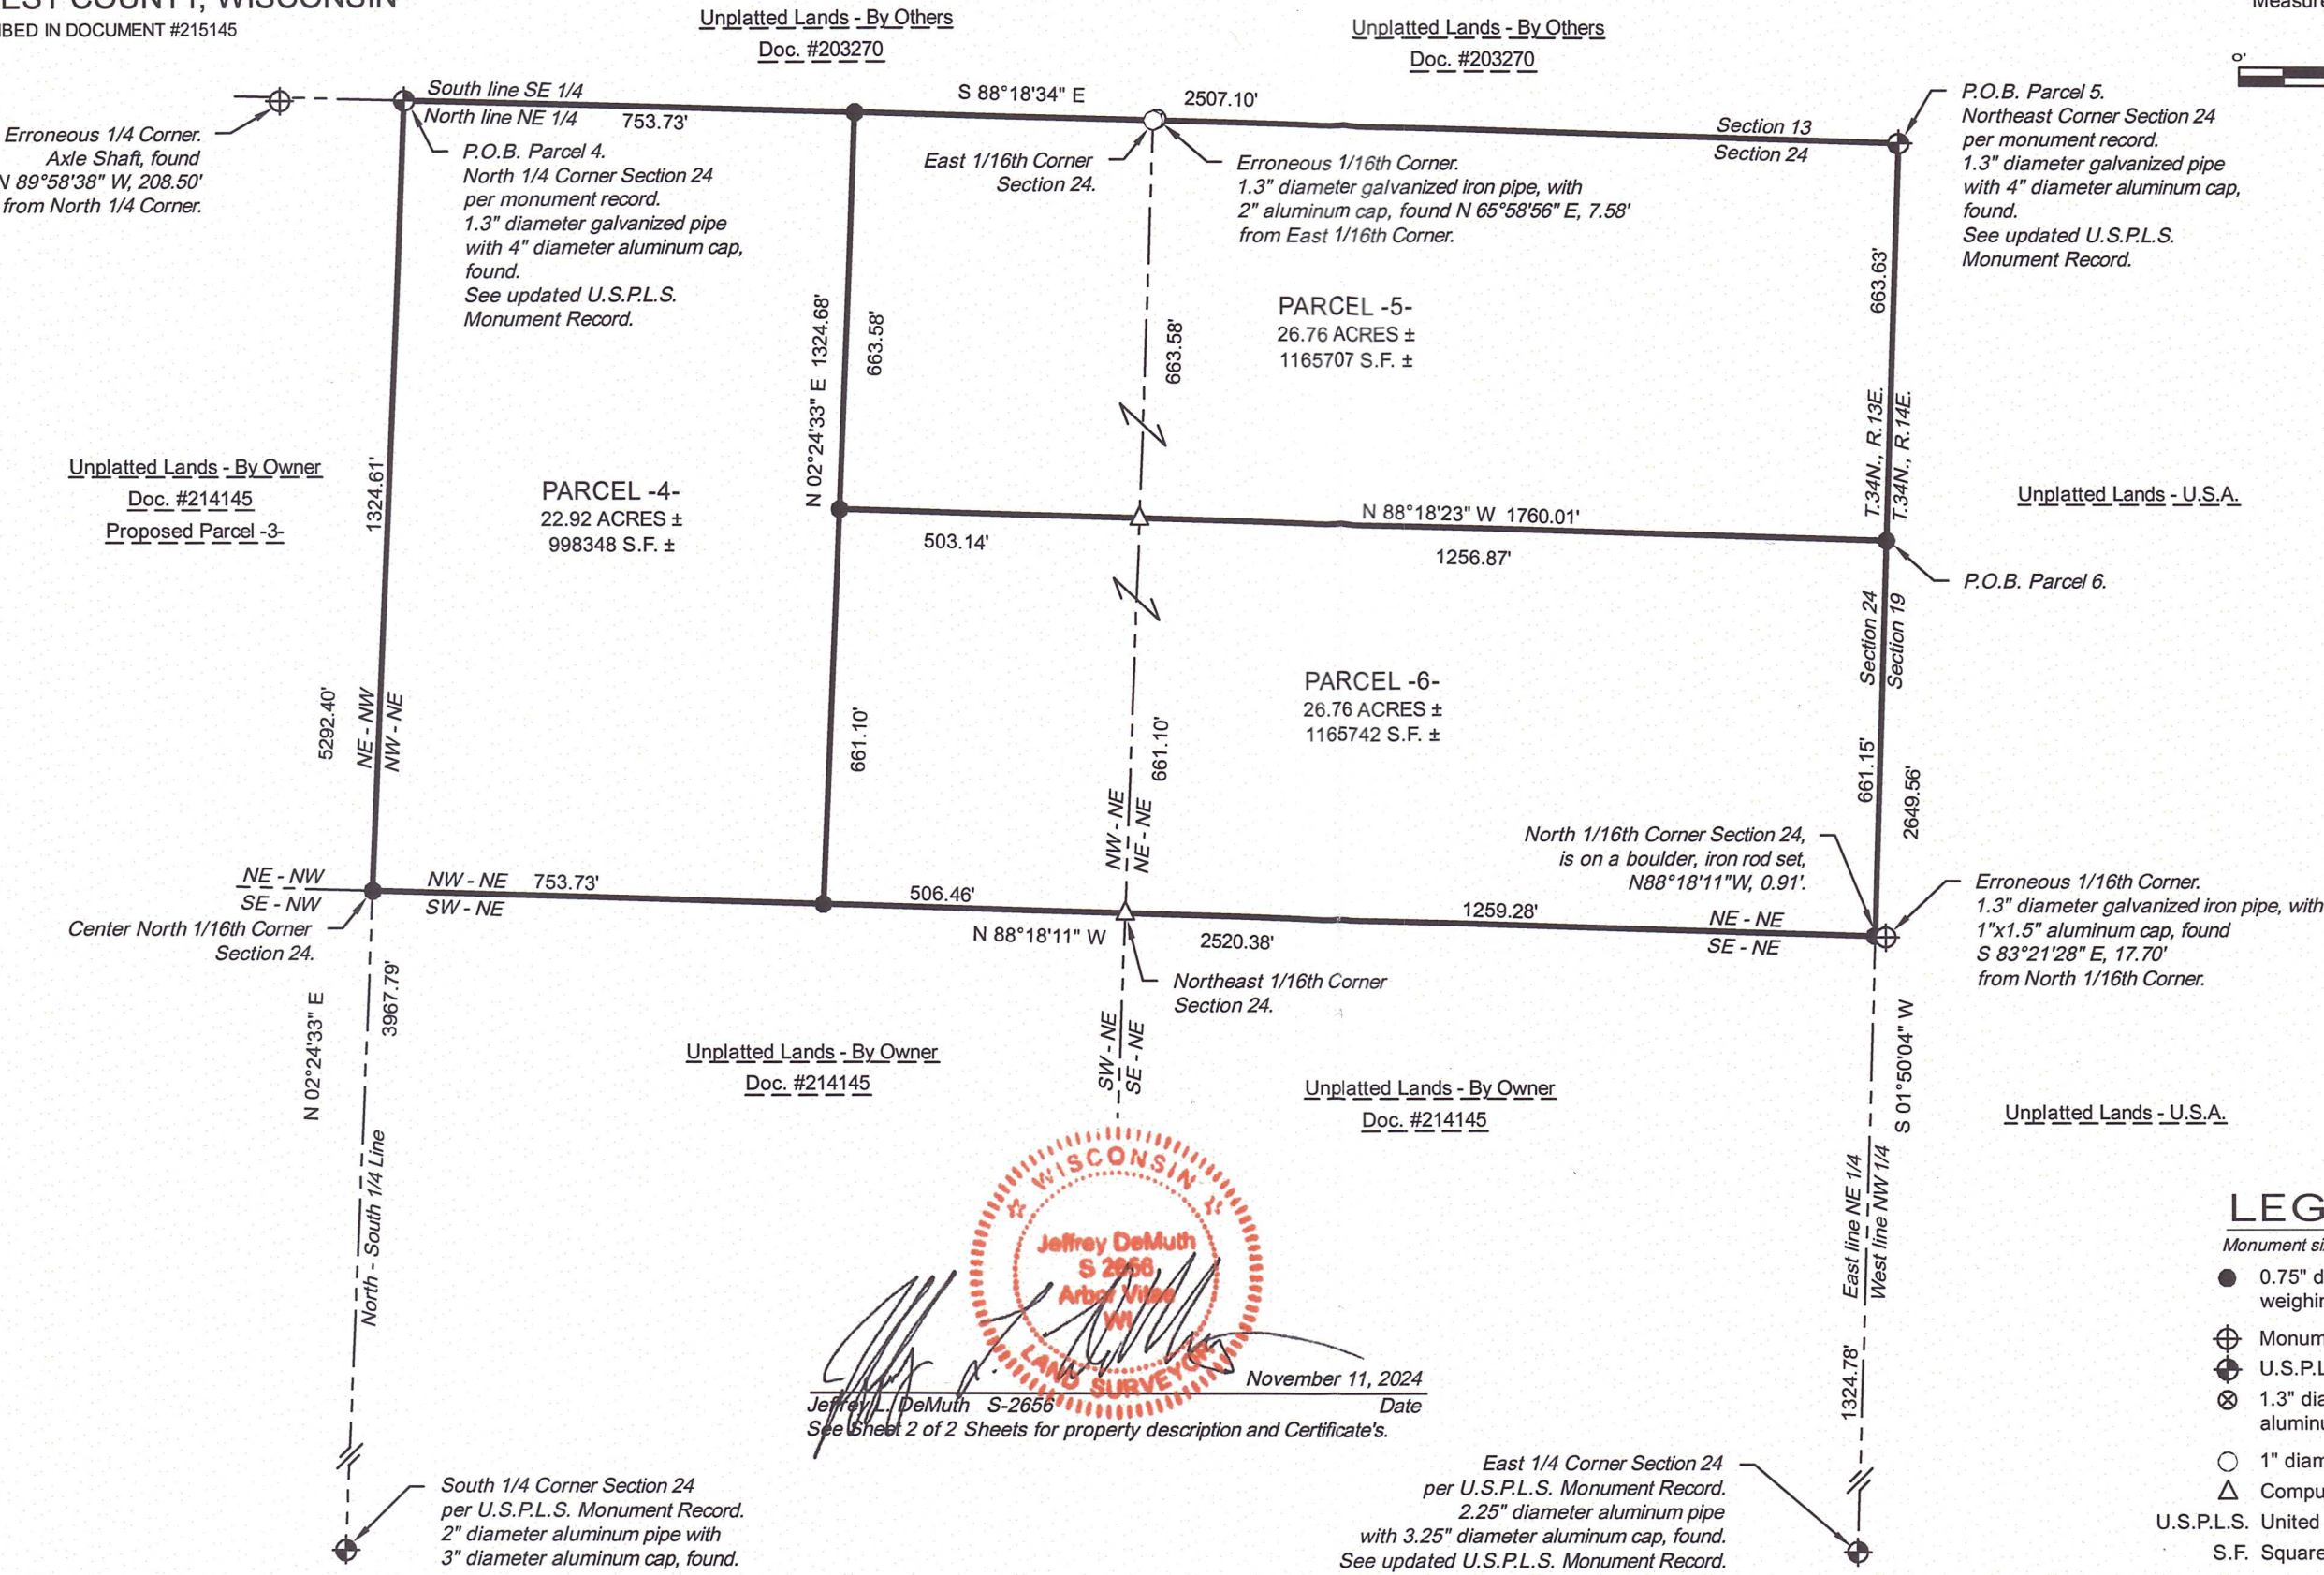 EST COUNTY, WISCONSIN
IBED IN DOCUMENT #215145
Unplatted Lands - By Others
Doc. #203270
Unplatted Lands - By Others
Doc. #203270
0'
South line SE 1/4
North line NE 1/4
753.73'
S 88°18'34" E
2507.10'
Section 13
Section 24
Erroneous 1/4 Corner.
Axle Shaft, found
N 89°58'38" W, 208.50'
from North 1/4 Corner.
P.O.B. Parcel 4.
North 1/4 Corner Section 24
per monument record.
1.3" diameter galvanized pipe
with 4" diameter aluminum cap,
found.
See updated U.S.P.L.S.
Monument Record.
East 1/16th Corner
Section 24.
Erroneous 1/16th Corner.
1.3" diameter galvanized iron pipe, with
2" aluminum cap, found N 65°58'56" E, 7.58'
from East 1/16th Corner.
P.O.B. Parcel 5.
Northeast Corner Section 24
per monument record.
1.3" diameter galvanized pipe
with 4" diameter aluminum cap,
found.
See updated U.S.P.L.S.
Monument Record.
Unplatted Lands - By Owner
Doc. #214145
Proposed Parcel -3-
1324.61'
PARCEL -4-
22.92 ACRES ±
998348 S.F. ±
N 02°24'33" E 1324.68'
663.58'
663.58'
PARCEL -5-
26.76 ACRES ±
1165707 S.F. ±
663.63'
T.34N., R.13E.
T.34N., R.14E.
Unplatted Lands - U.S.A.
503.14'
N 88°18'23" W 1760.01'
1256.87'
P.O.B. Parcel 6.
Section 24
Section 19
5292.40'
NE - NW
NW - NE
661.10'
661.10'
NW - NE
NE - NE
PARCEL -6-
26.76 ACRES ±
1165742 S.F. ±
661.15'
2649.56'
North 1/16th Corner Section 24,
is on a boulder, iron rod set,
N88°18'11"W, 0.91'.
NE - NW
SE - NW
NW - NE
SW - NE
753.73'
506.46'
N 88°18'11" W
2520.38'
1259.28'
NE - NE
SE - NE
Erroneous 1/16th Corner.
1.3" diameter galvanized iron pipe, with
1"x1.5" aluminum cap, found
S 83°21'28" E, 17.70'
from North 1/16th Corner.
Center North 1/16th Corner
Section 24.
Northeast 1/16th Corner
Section 24.
N 02°24'33" E
3967.79'
North - South 1/4 Line
Unplatted Lands - By Owner
Doc. #214145
SW - NE
SE - NE
Unplatted Lands - By Owner
Doc. #214145
S 01°50'04" W
Unplatted Lands - U.S.A.
East line NE 1/4
West line NW 1/4
1324.78'
WISCONSIN
Jeffrey DeMuth
S 2656
Arbor Vitae
WI
LAND SURVEYOR
November 11, 2024
Jeffrey L. DeMuth S-2656
Date
See Sheet 2 of 2 Sheets for property description and Certificate's.
South 1/4 Corner Section 24
per U.S.P.L.S. Monument Record.
2" diameter aluminum pipe with
3" diameter aluminum cap, found.
East 1/4 Corner Section 24
per U.S.P.L.S. Monument Record.
2.25" diameter aluminum pipe
with 3.25" diameter aluminum cap, found.
See updated U.S.P.L.S. Monument Record.
LEG
Monument si
0.75" d
weighin
Monum
U.S.P.L
1.3" dia
aluminu
1" diam
Compu
U.S.P.L.S. United
S.F. Square